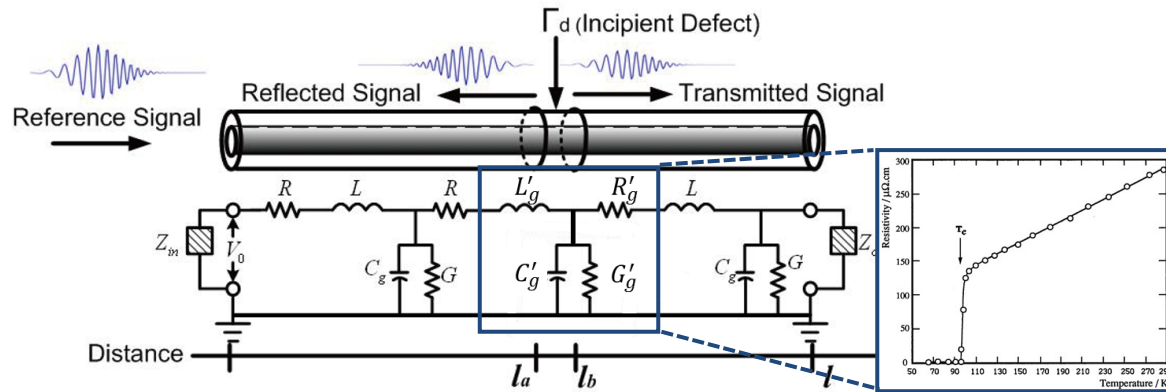 Γd (Incipient Defect)
Reflected Signal
Transmitted Signal
Reference Signal
R
L
R
L'g
R'g
L
Zin
V0
Cg
G
C'g
G'g
Cg
G
Distance
la
lb
l
Resistivity / μΩ.cm
300
250
200
150
100
50
0
Tc
50
70
90
110
130
150
170
190
210
230
250
270
Temperature / K